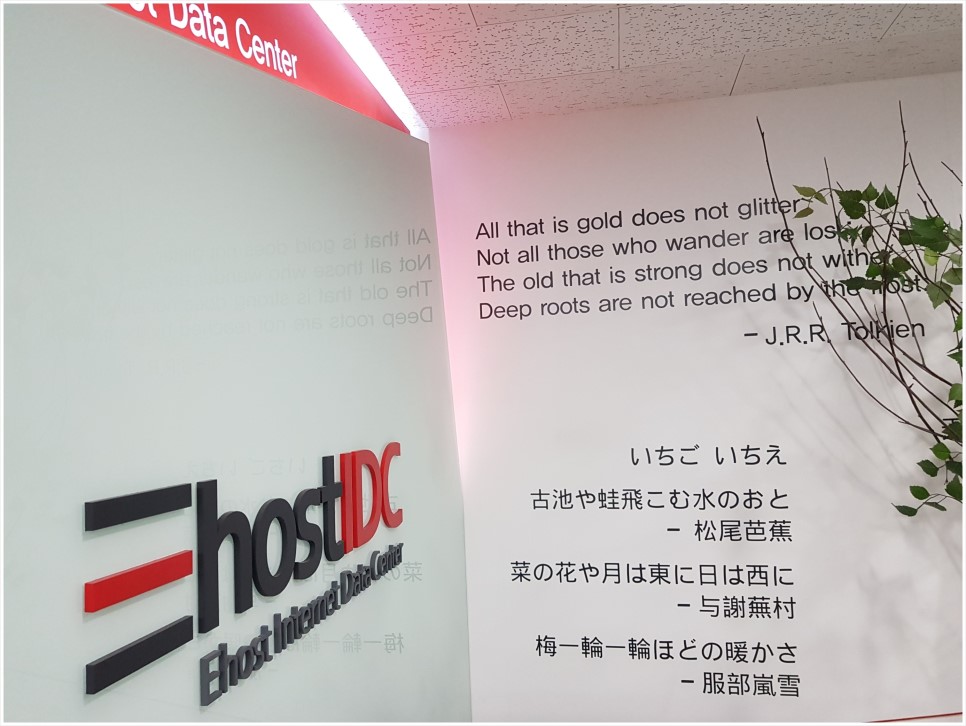 et Data Center
All that is gold does not glitter
Not all those who wander are lost
The old that is strong does not wither
Deep roots are not reached by the frost.
– J.R.R. Tolkien
いちご いちえ
古池や蛙飛こむ水のおと
– 松尾芭蕉
菜の花や月は東に日は西に
– 与謝蕪村
梅一輪一輪ほどの暖かさ
– 服部嵐雪
EhostIDC
Ehost Internet Data Center